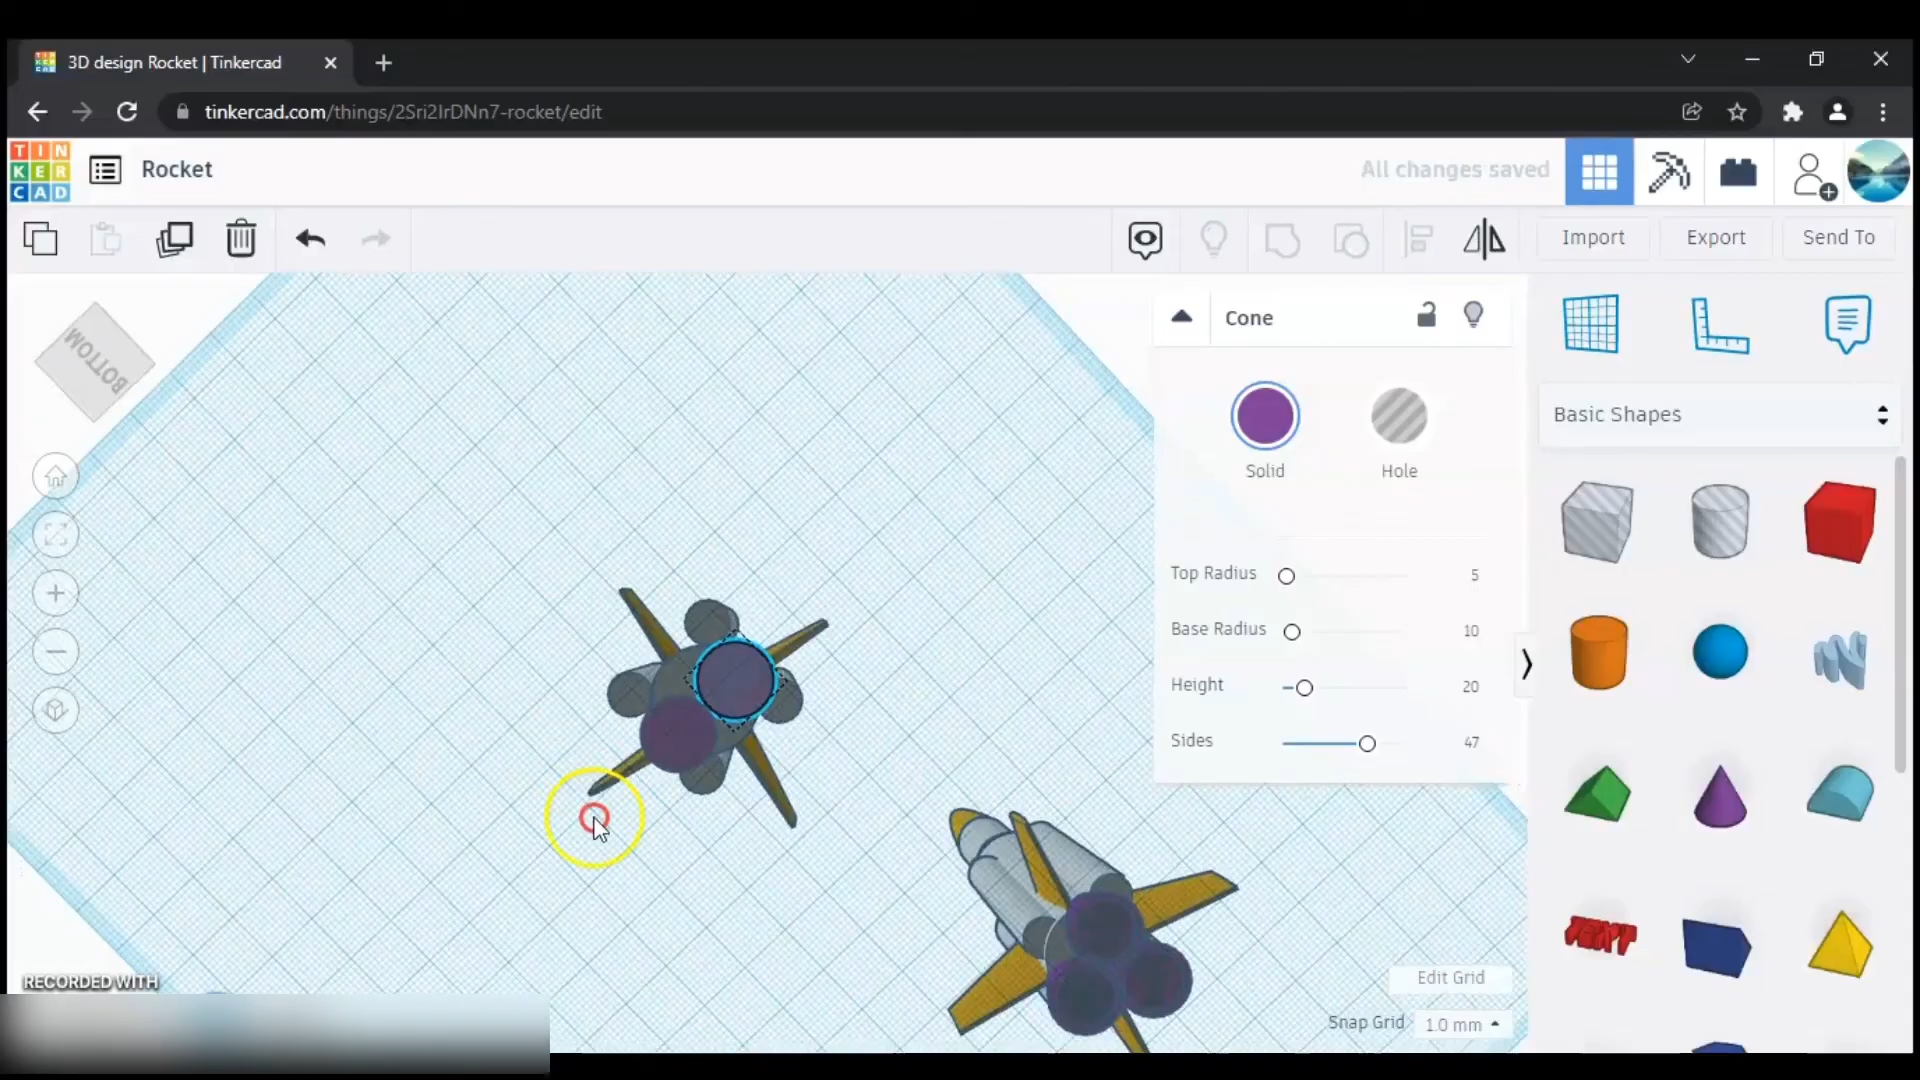 3D design Rocket | Tinkercad
tinkercad.com/things/2Sri2IrDNn7-rocket/edit
TIN
KER
CAD
Rocket
All changes saved
Import
Export
Send To
BOTTOM
Cone
Solid
Hole
Top Radius 5
Base Radius 10
Height 20
Sides 47
Basic Shapes
TEXT
Edit Grid
Snap Grid 1.0 mm
RECORDED WITH